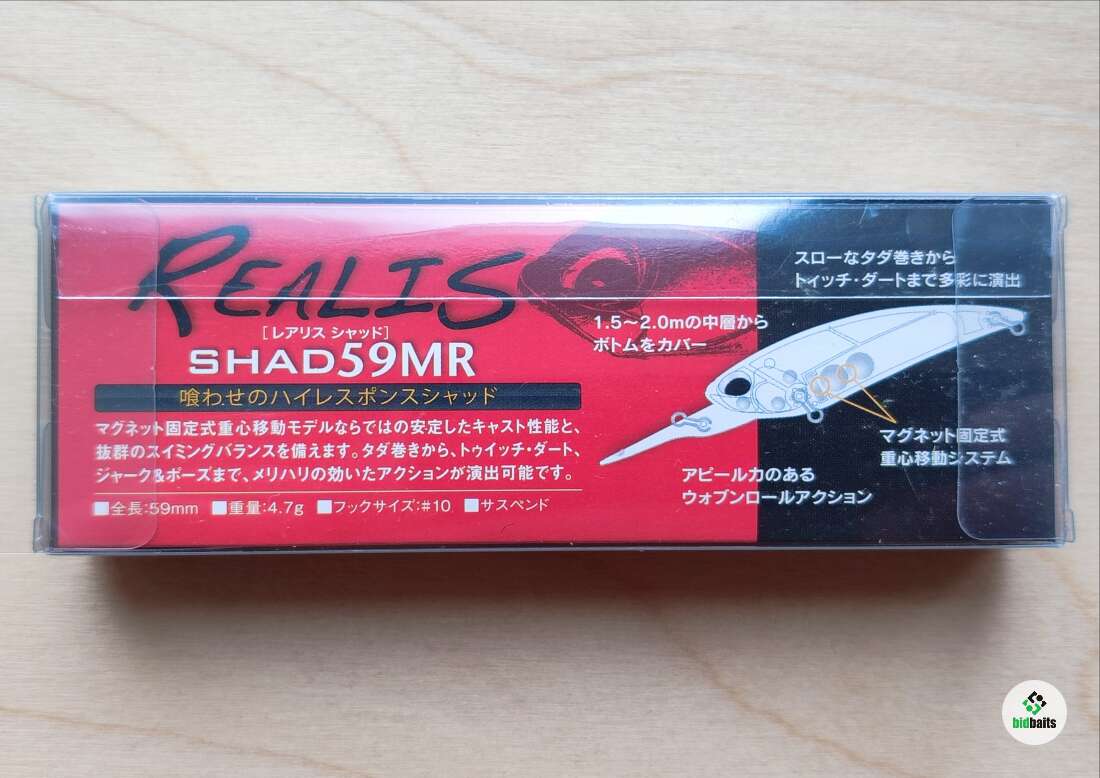 REALIS
[レアリス シャッド]
SHAD59MR
喰わせのハイレスポンスシャッド
マグネット固定式重心移動モデルならではの安定したキャスト性能と、
抜群のスイミングバランスを備えます。タダ巻きから、トゥイッチ・ダート、
ジャーク&ポーズまで、メリハリの効いたアクションが演出可能です。
■全長:59mm ■重量:4.7g ■フックサイズ:#10 ■サスペンド
スローなタダ巻きから
トィッチ・ダートまで多彩に演出
1.5〜2.0mの中層から
ボトムをカバー
マグネット固定式
重心移動システム
アピール力のある
ウォブンロールアクション
bidbaits